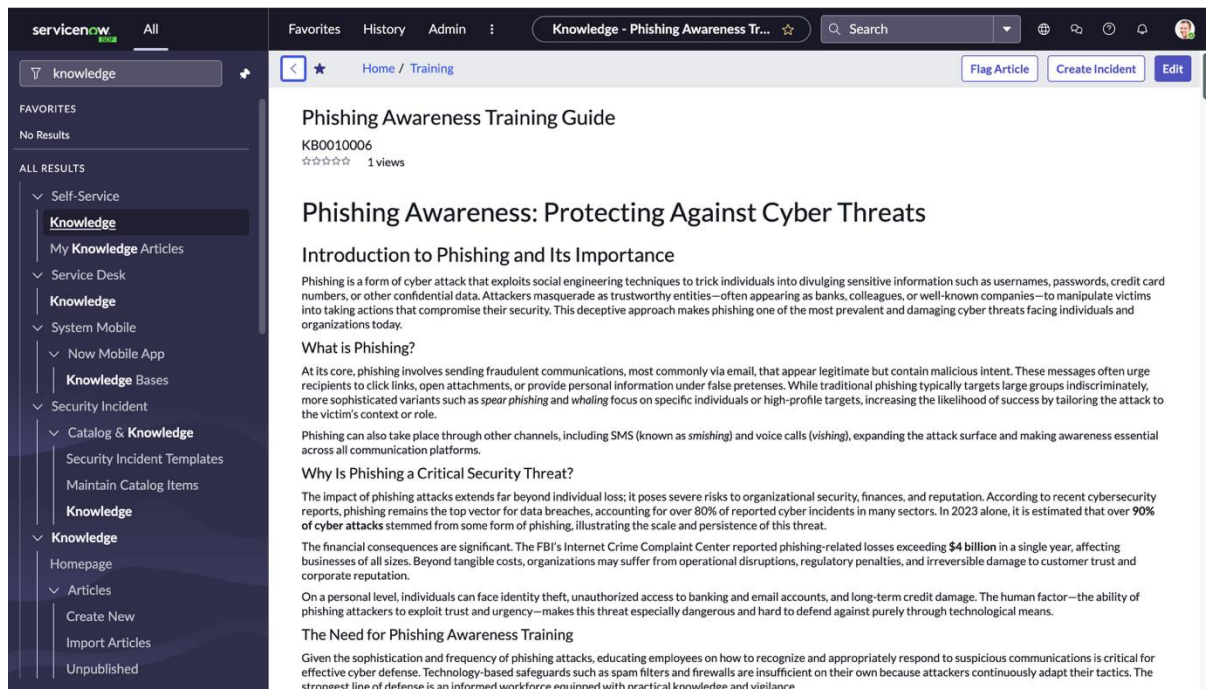 servicenow
SOF
All
Favorites
History
Admin
Knowledge - Phishing Awareness Tr...
Search
knowledge
FAVORITES
No Results
ALL RESULTS
Self-Service
Knowledge
My Knowledge Articles
Service Desk
Knowledge
System Mobile
Now Mobile App
Knowledge Bases
Security Incident
Catalog & Knowledge
Security Incident Templates
Maintain Catalog Items
Knowledge
Knowledge
Homepage
Articles
Create New
Import Articles
Unpublished
Home / Training
Flag Article
Create Incident
Edit
Phishing Awareness Training Guide
KB0010006
1 views
Phishing Awareness: Protecting Against Cyber Threats
Introduction to Phishing and Its Importance
Phishing is a form of cyber attack that exploits social engineering techniques to trick individuals into divulging sensitive information such as usernames, passwords, credit card
numbers, or other confidential data. Attackers masquerade as trustworthy entities—often appearing as banks, colleagues, or well-known companies—to manipulate victims
into taking actions that compromise their security. This deceptive approach makes phishing one of the most prevalent and damaging cyber threats facing individuals and
organizations today.
What is Phishing?
At its core, phishing involves sending fraudulent communications, most commonly via email, that appear legitimate but contain malicious intent. These messages often urge
recipients to click links, open attachments, or provide personal information under false pretenses. While traditional phishing typically targets large groups indiscriminately,
more sophisticated variants such as spear phishing and whaling focus on specific individuals or high-profile targets, increasing the likelihood of success by tailoring the attack to
the victim's context or role.
Phishing can also take place through other channels, including SMS (known as smishing) and voice calls (vishing), expanding the attack surface and making awareness essential
across all communication platforms.
Why Is Phishing a Critical Security Threat?
The impact of phishing attacks extends far beyond individual loss; it poses severe risks to organizational security, finances, and reputation. According to recent cybersecurity
reports, phishing remains the top vector for data breaches, accounting for over 80% of reported cyber incidents in many sectors. In 2023 alone, it is estimated that over 90%
of cyber attacks stemmed from some form of phishing, illustrating the scale and persistence of this threat.
The financial consequences are significant. The FBI's Internet Crime Complaint Center reported phishing-related losses exceeding $4 billion in a single year, affecting
businesses of all sizes. Beyond tangible costs, organizations may suffer from operational disruptions, regulatory penalties, and irreversible damage to customer trust and
corporate reputation.
On a personal level, individuals can face identity theft, unauthorized access to banking and email accounts, and long-term credit damage. The human factor—the ability of
phishing attackers to exploit trust and urgency—makes this threat especially dangerous and hard to defend against purely through technological means.
The Need for Phishing Awareness Training
Given the sophistication and frequency of phishing attacks, educating employees on how to recognize and appropriately respond to suspicious communications is critical for
effective cyber defense. Technology-based safeguards such as spam filters and firewalls are insufficient on their own because attackers continuously adapt their tactics. The
strongest line of defense is an informed workforce equipped with practical knowledge and vigilance.